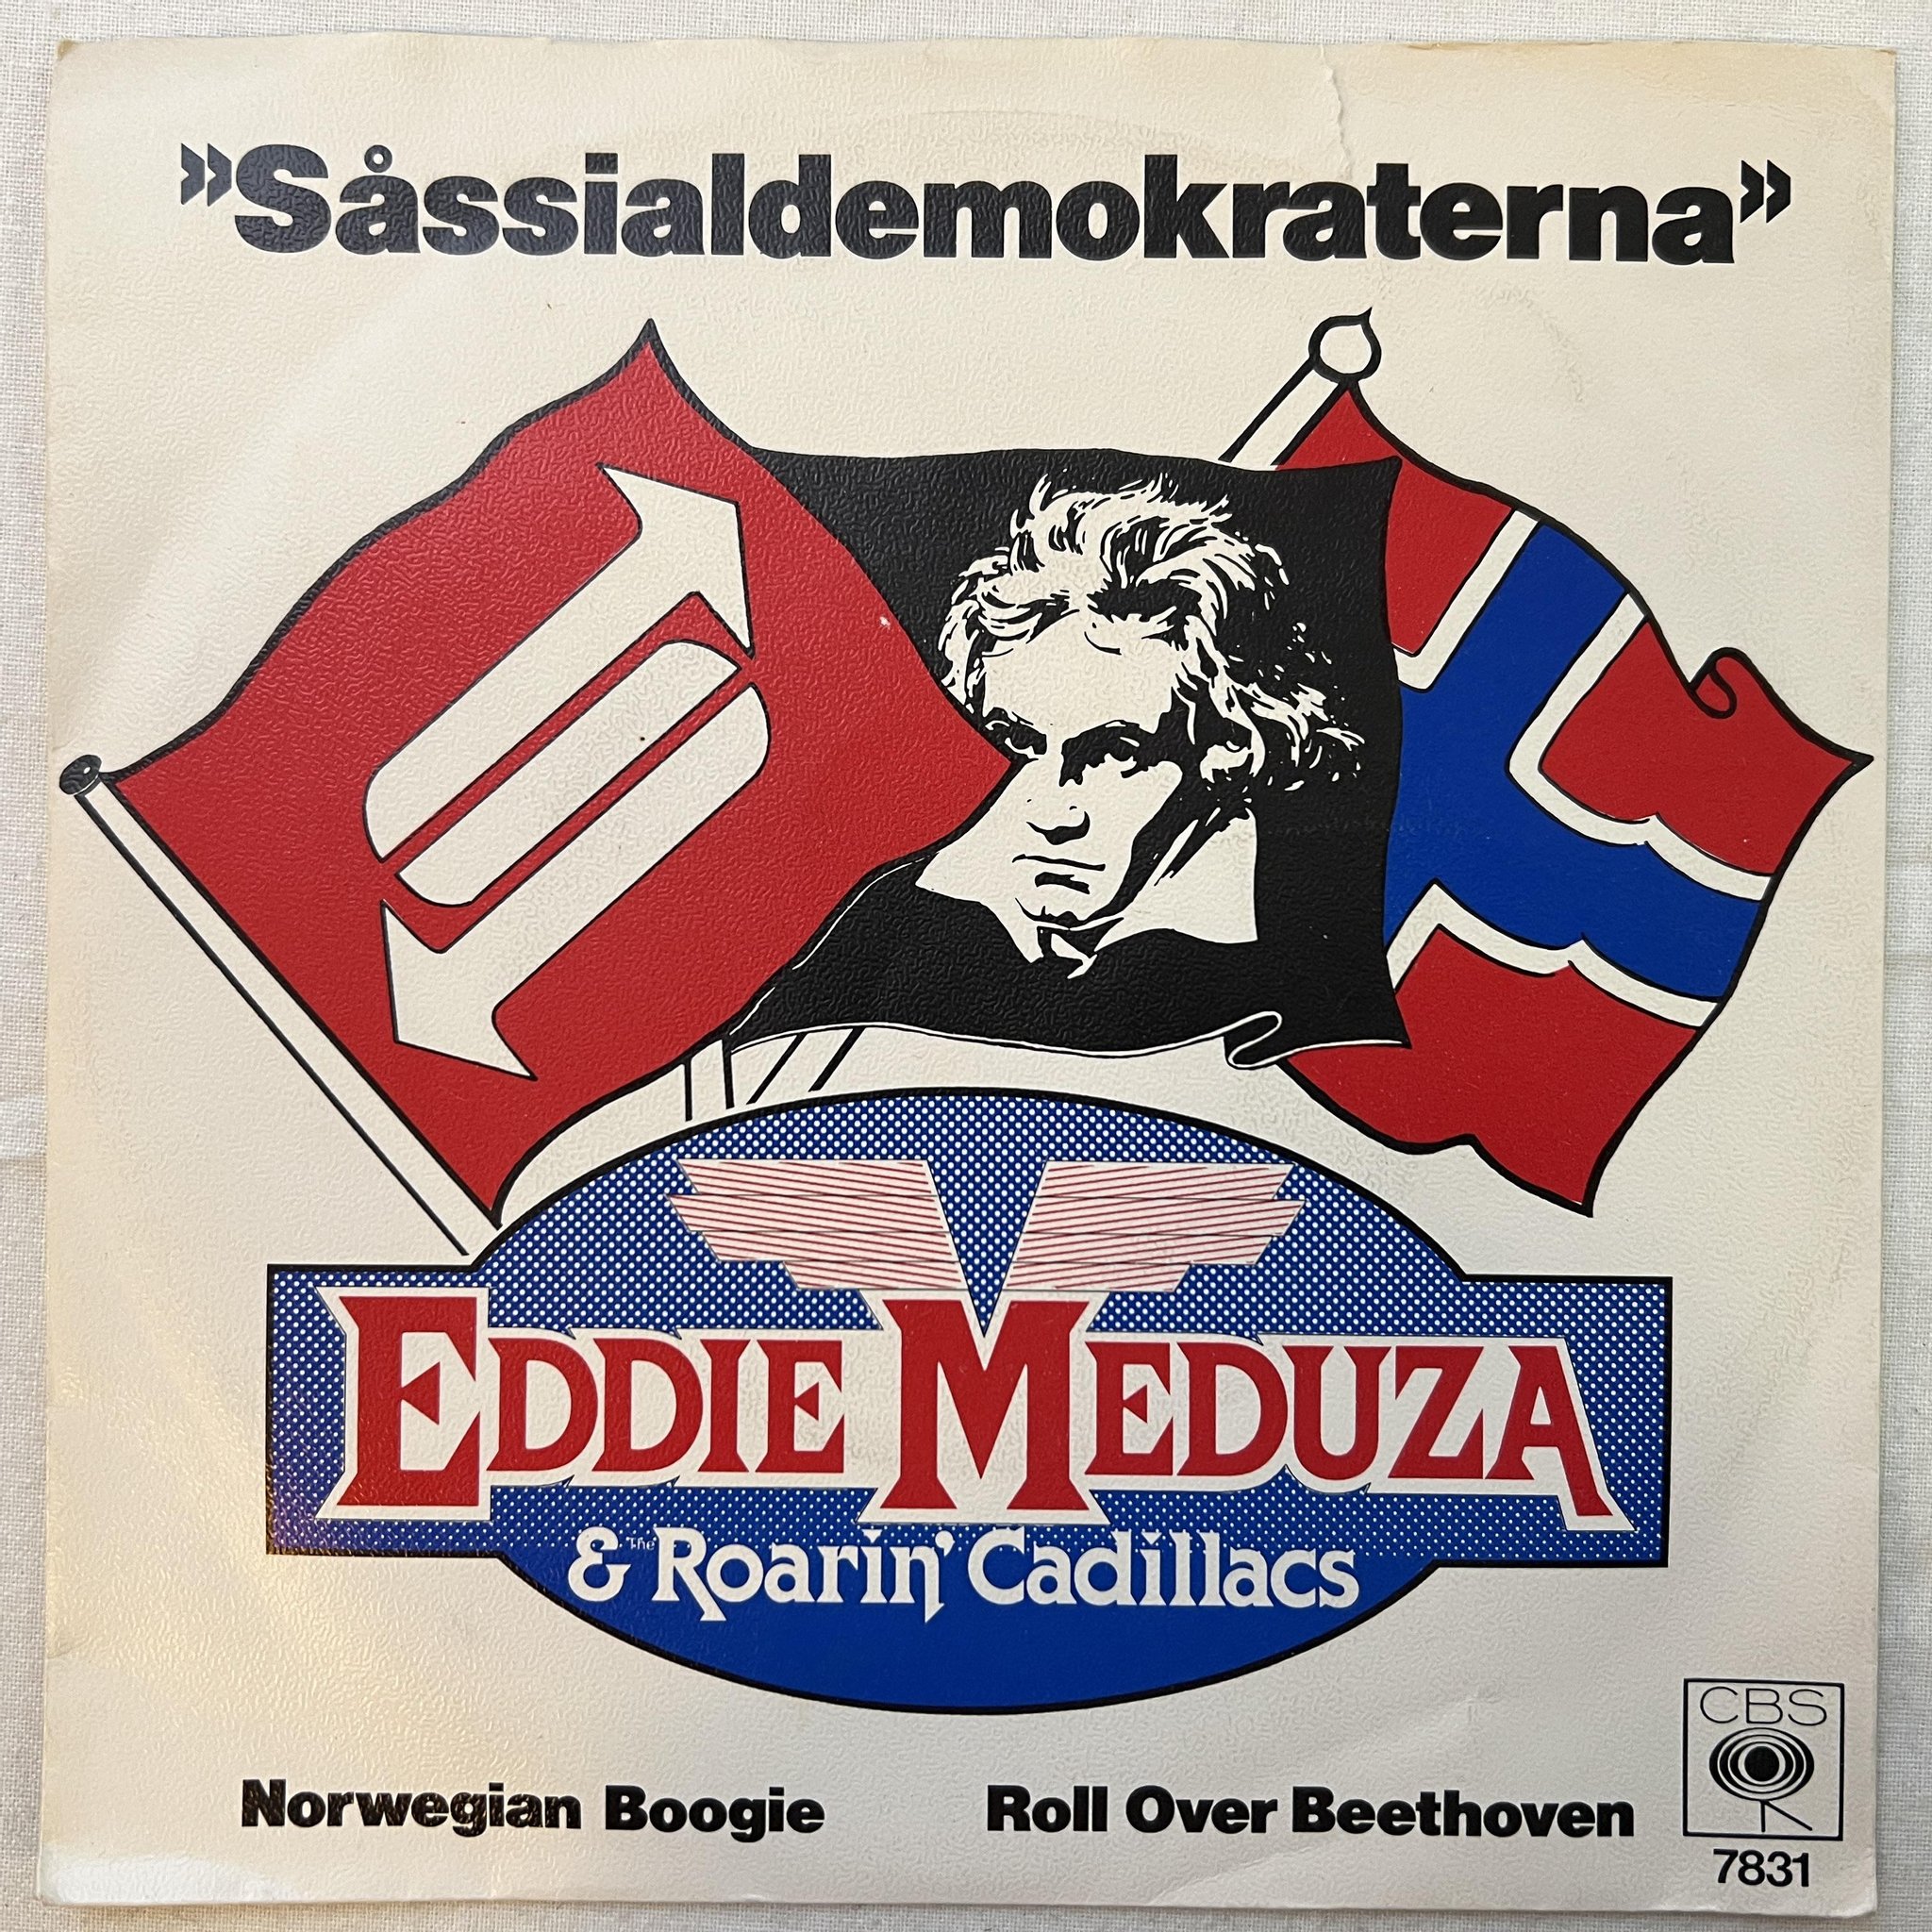 »Såssialdemokraterna»
EDDIE MEDUZA
& The Roarin' Cadillacs
CBS
Norwegian Boogie Roll Over Beethoven
7831